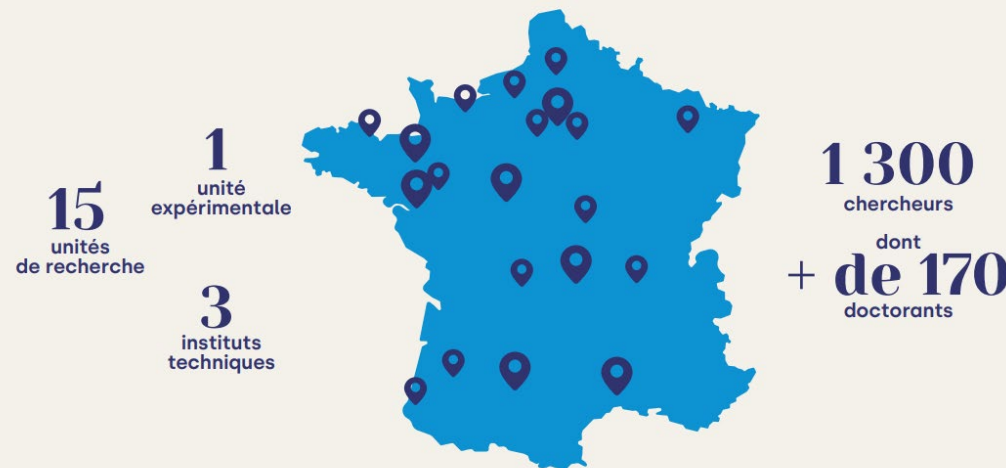 15
unités
de recherche
1
unité
expérimentale
3
instituts
techniques
1 300
chercheurs
dont
+ de 170
doctorants